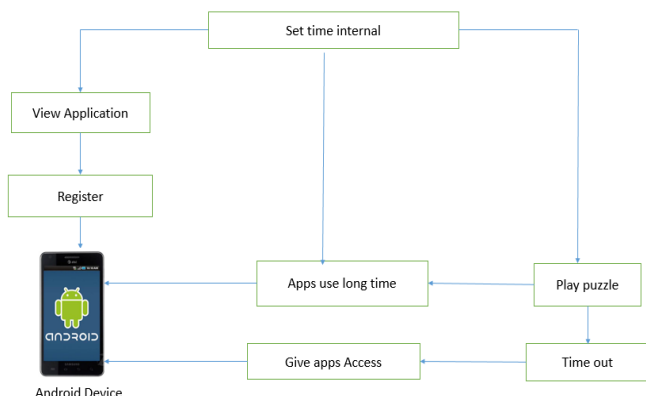 Set time internal
View Application
Register
Apps use long time
Play puzzle
ANDROID
Give apps Access
Time out
Android Device